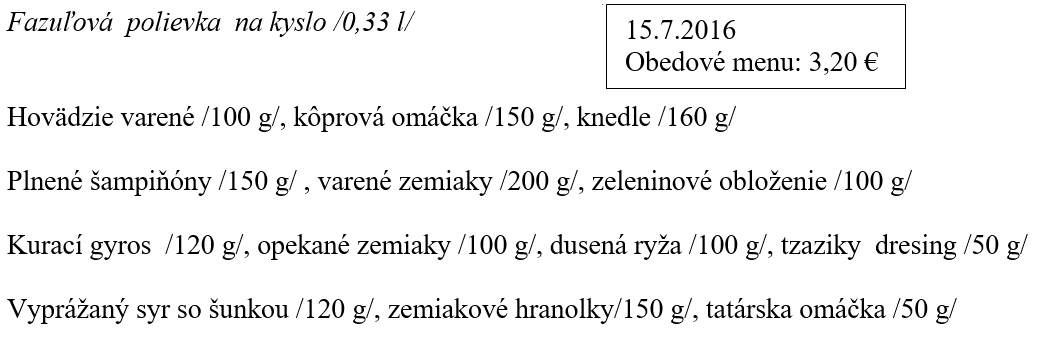 Fazuľová polievka na kyslo /0,33 l/
15.7.2016
Obedové menu: 3,20 €
Hovädzie varené /100 g/, kôprová omáčka /150 g/, knedle /160 g/
Plnené šampiňóny /150 g/ , varené zemiaky /200 g/, zeleninové obloženie /100 g/
Kurací gyros /120 g/, opekané zemiaky /100 g/, dusená ryža /100 g/, tzaziky dresing /50 g/
Vyprážaný syr so šunkou /120 g/, zemiakové hranolky/150 g/, tatárska omáčka /50 g/